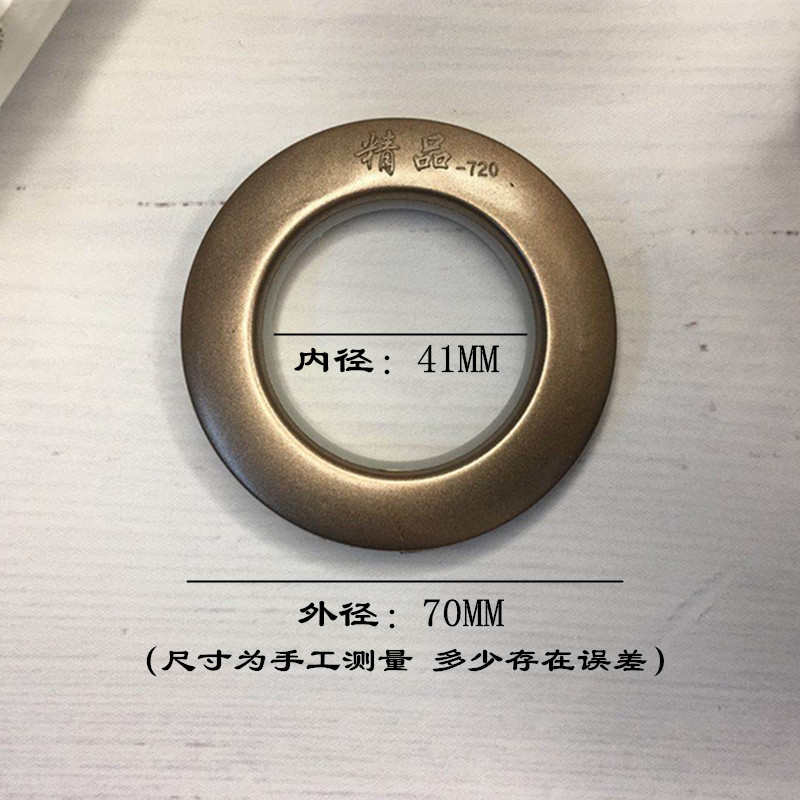 精品-720
内径: 41MM
外径: 70MM
(尺寸为手工测量 多少存在误差)